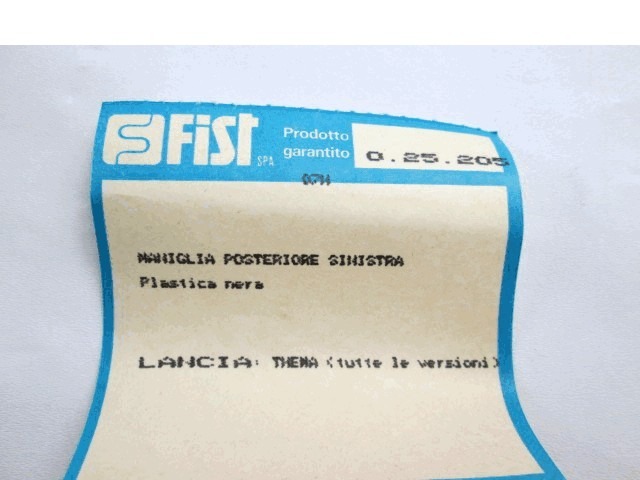 FIST SPA
Prodotto
garantito
0.25.205
MANIGLIA POSTERIORE SINISTRA
Plastica nera
LANCIA: THEMA (tutte le versioni)